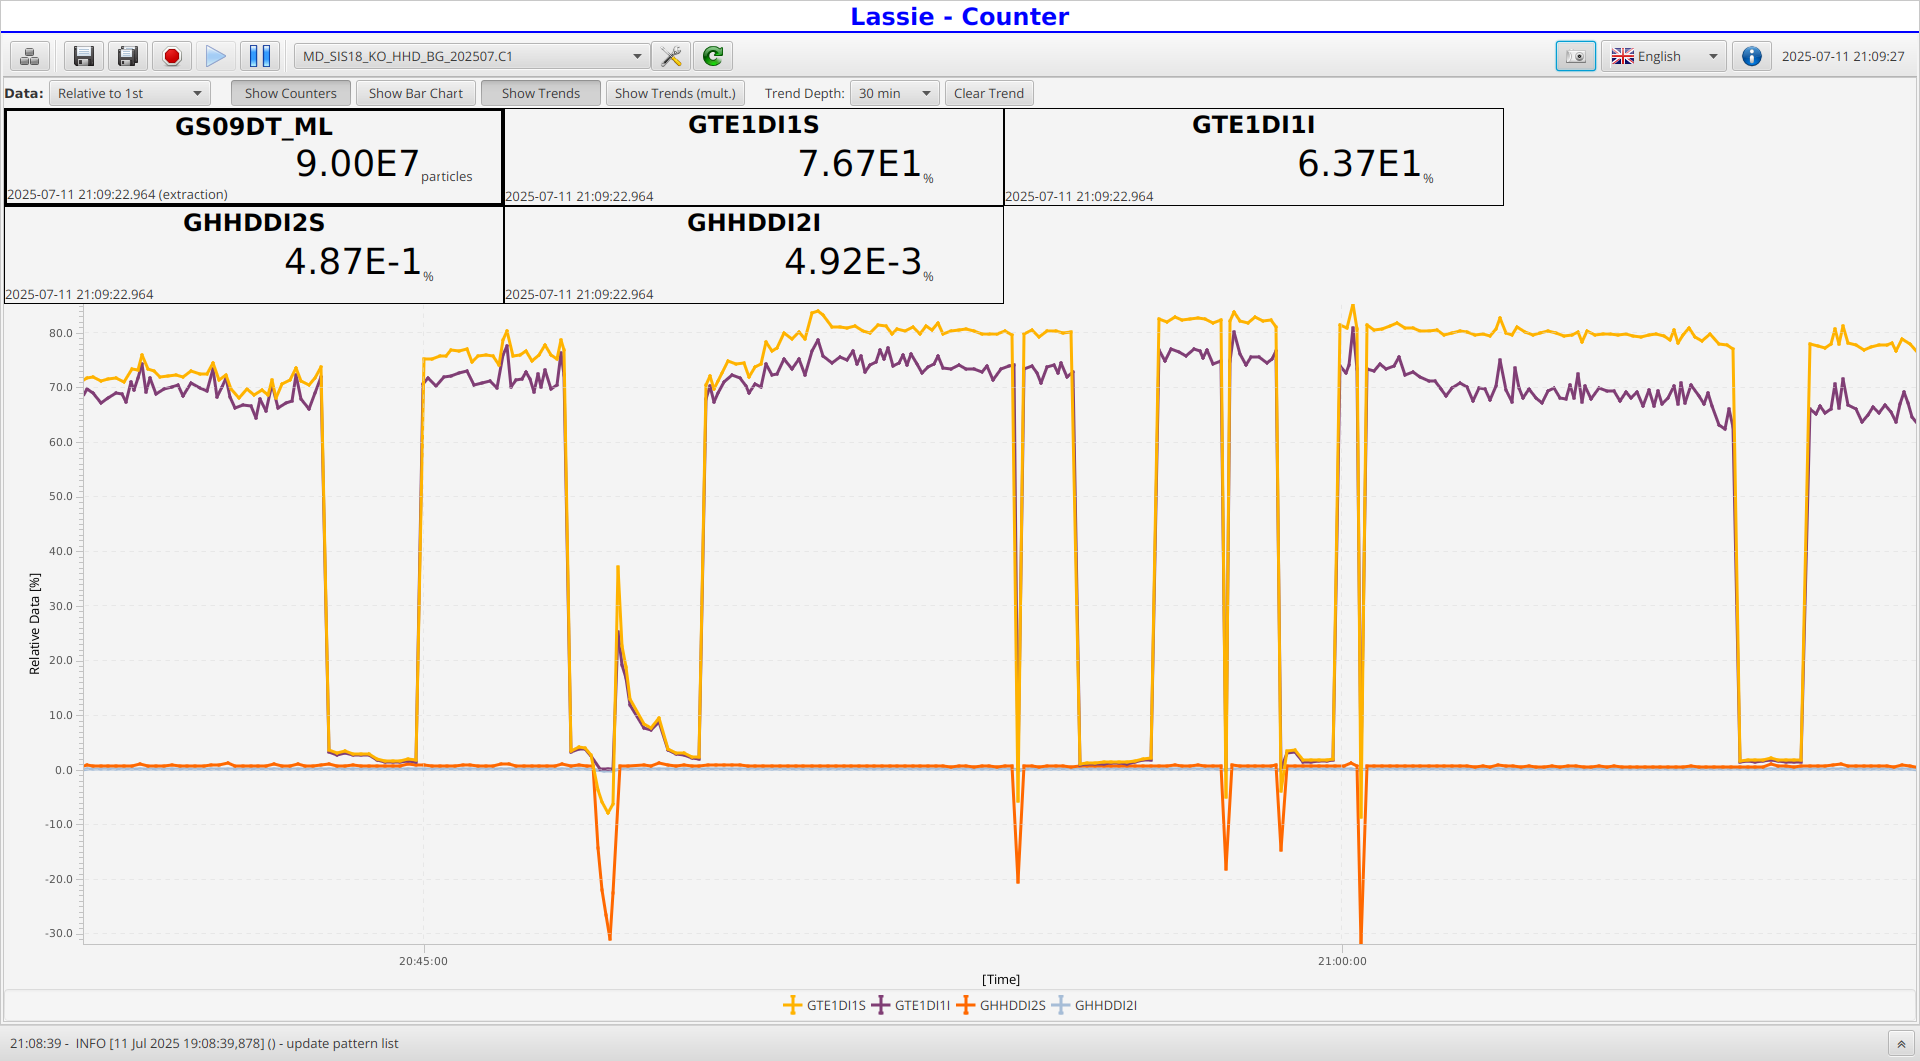 Lassie - Counter
MD_SIS18_KO_HHD_BG_202507.C1
English
2025-07-11 21:09:27
Data: Relative to 1st Show Counters Show Bar Chart Show Trends Show Trends (mult.) Trend Depth: 30 min Clear Trend
GS09DT_ML
9.00E7 particles
2025-07-11 21:09:22.964 (extraction)
GTE1DI1S
7.67E1 %
2025-07-11 21:09:22.964
GTE1DI1I
6.37E1 %
2025-07-11 21:09:22.964
GHHDDI2S
4.87E-1 %
2025-07-11 21:09:22.964
GHHDDI2I
4.92E-3 %
2025-07-11 21:09:22.964
80.0
70.0
60.0
50.0
40.0
30.0
20.0
10.0
0.0
-10.0
-20.0
-30.0
Relative Data [%]
20:45:00 21:00:00
[Time]
GTE1DI1S GTE1DI1I GHHDDI2S GHHDDI2I
21:08:39 - INFO [11 Jul 2025 19:08:39,878] () - update pattern list